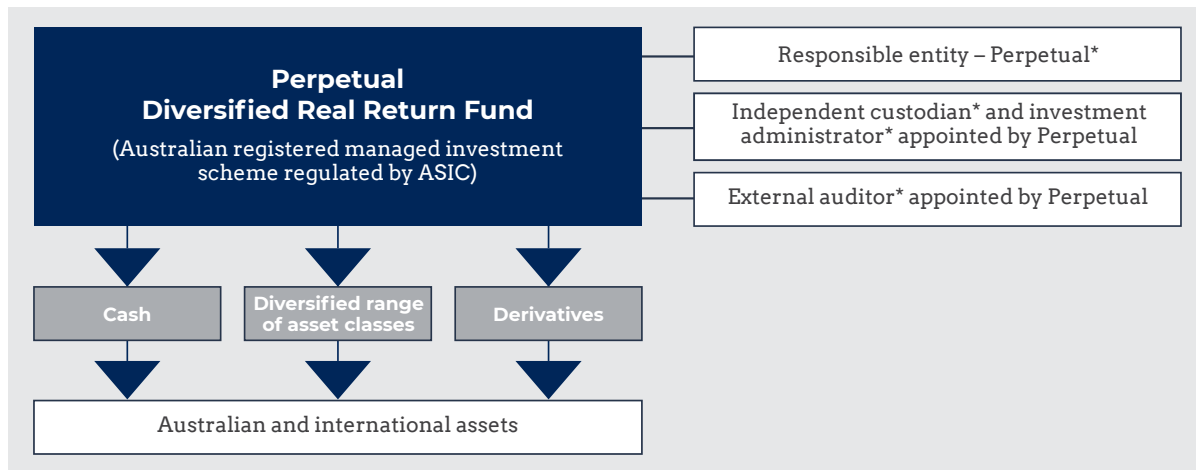 Perpetual
Diversified Real Return Fund
(Australian registered managed investment
scheme regulated by ASIC)
Responsible entity – Perpetual*
Independent custodian* and investment
administrator* appointed by Perpetual
External auditor* appointed by Perpetual
Cash
Diversified range
of asset classes
Derivatives
Australian and international assets